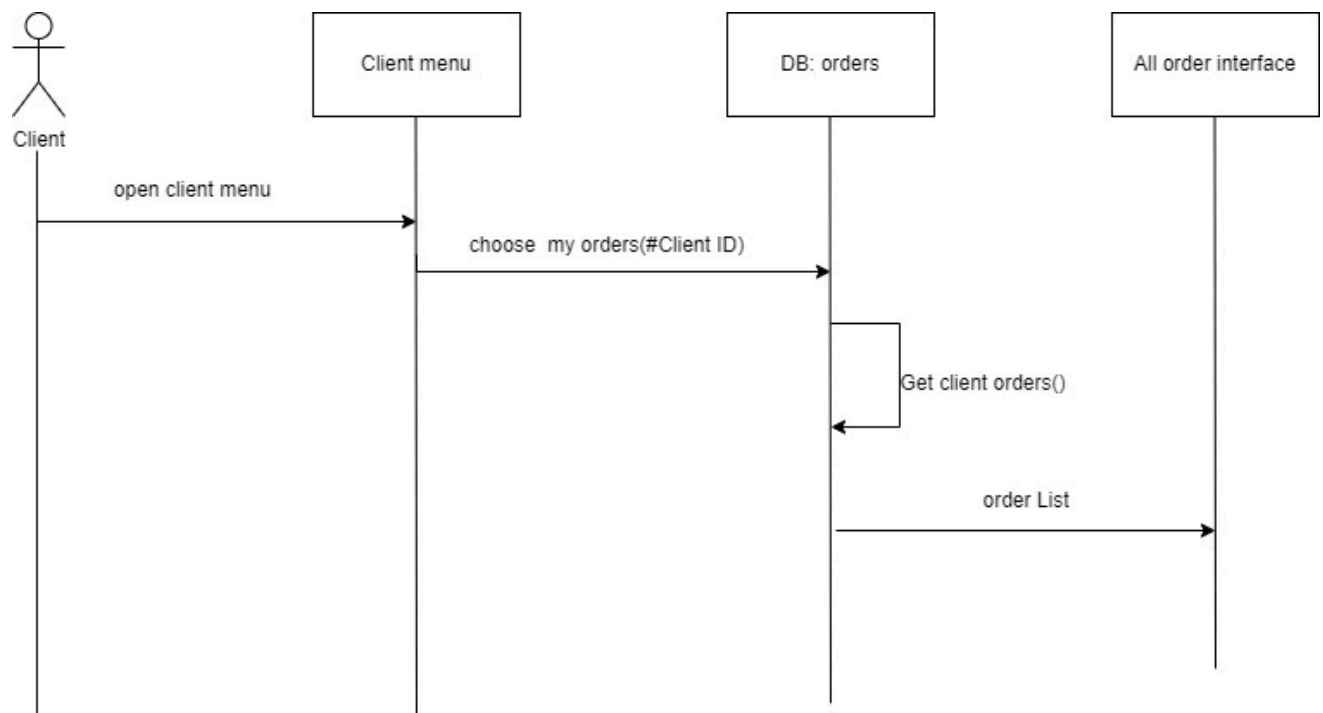 Client menu
DB: orders
All order interface
Client
open client menu
choose  my orders(#Client ID)
Get client orders()
order List